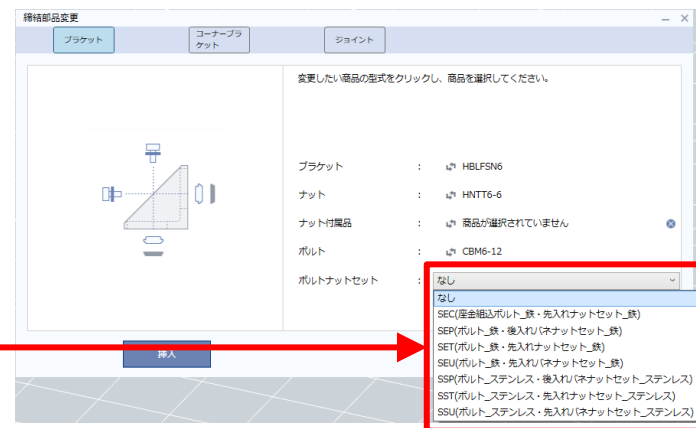 締結部品変更
ブラケット
コーナーブラ
ケット
ジョイント
変更したい商品の型式をクリックし、商品を選択してください。
ブラケット : HBLFSN6
ナット : HNTT6-6
ナット付属品 : 商品が選択されていません
ボルト : CBM6-12
ボルトナットセット : なし
なし
SEC(座金組込ボルト_鉄・先入れナットセット_鉄)
SEP(ボルト_鉄・後入れバネナットセット_鉄)
SET(ボルト_鉄・先入れナットセット_鉄)
SEU(ボルト_鉄・先入れバネナットセット_鉄)
SSP(ボルト_ステンレス・後入れバネナットセット_ステンレス)
SST(ボルト_ステンレス・先入れナットセット_ステンレス)
SSU(ボルト_ステンレス・先入れバネナットセット_ステンレス)
挿入